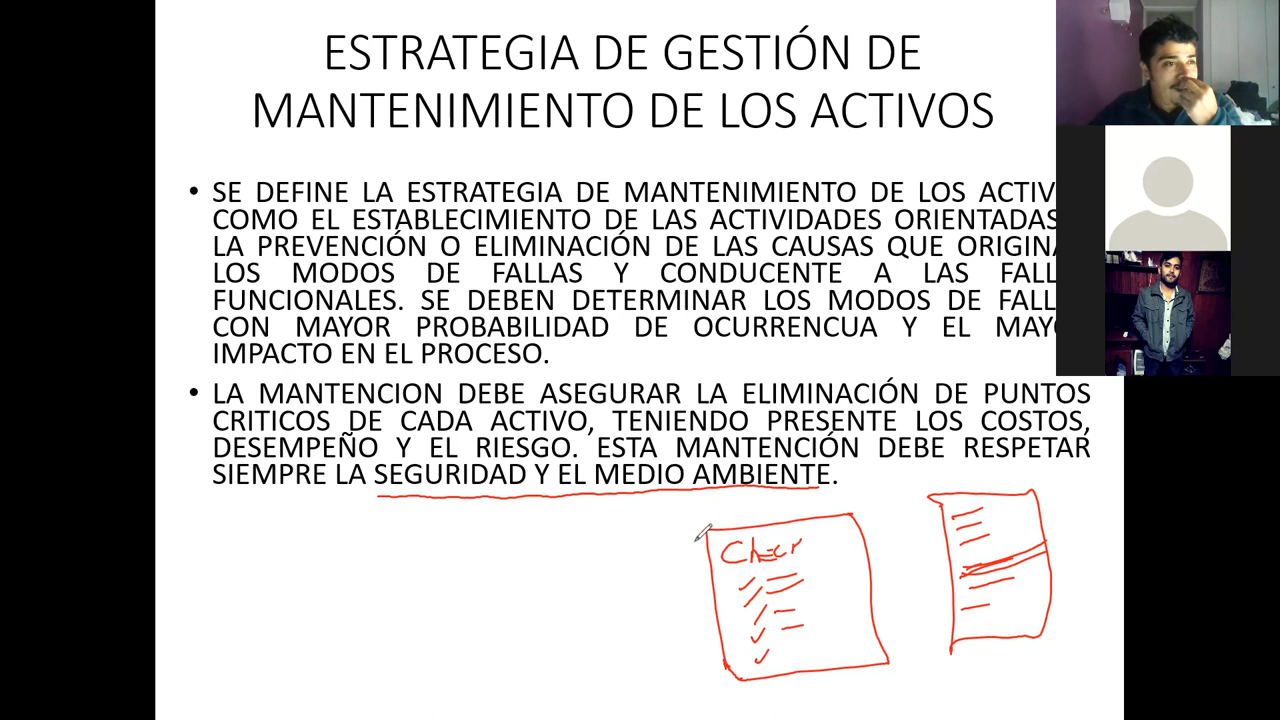 ESTRATEGIA DE GESTIÓN DE
MANTENIMIENTO DE LOS ACTIVOS
• SE DEFINE LA ESTRATEGIA DE MANTENIMIENTO DE LOS ACTIV
COMO EL ESTABLECIMIENTO DE LAS ACTIVIDADES ORIENTADAS
LA PREVENCIÓN O ELIMINACIÓN DE LAS CAUSAS QUE ORIGINA
LOS MODOS DE FALLAS Y CONDUCENTE A LAS FALL
FUNCIONALES. SE DEBEN DETERMINAR LOS MODOS DE FALL
CON MAYOR PROBABILIDAD DE OCURRENCUA Y EL MAYO
IMPACTO EN EL PROCESO.
• LA MANTENCION DEBE ASEGURAR LA ELIMINACIÓN DE PUNTOS
CRITICOS DE CADA ACTIVO, TENIENDO PRESENTE LOS COSTOS,
DESEMPEÑO Y EL RIESGO. ESTA MANTENCIÓN DEBE RESPETAR
SIEMPRE LA SEGURIDAD Y EL MEDIO AMBIENTE.